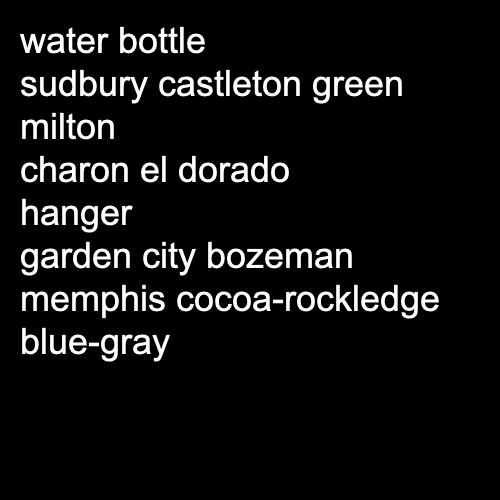 water bottle
sudbury castleton green
milton
charon el dorado
hanger
garden city bozeman
memphis cocoa-rockledge
blue-gray